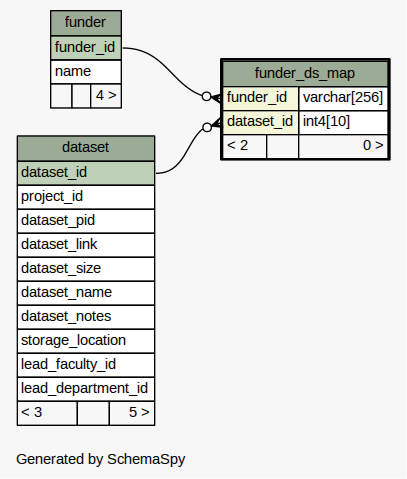 funder
funder_id
name
4 >
funder_ds_map
funder_id varchar[256]
dataset_id int4[10]
< 2 0 >
dataset
dataset_id
project_id
dataset_pid
dataset_link
dataset_size
dataset_name
dataset_notes
storage_location
lead_faculty_id
lead_department_id
< 3 5 >
Generated by SchemaSpy